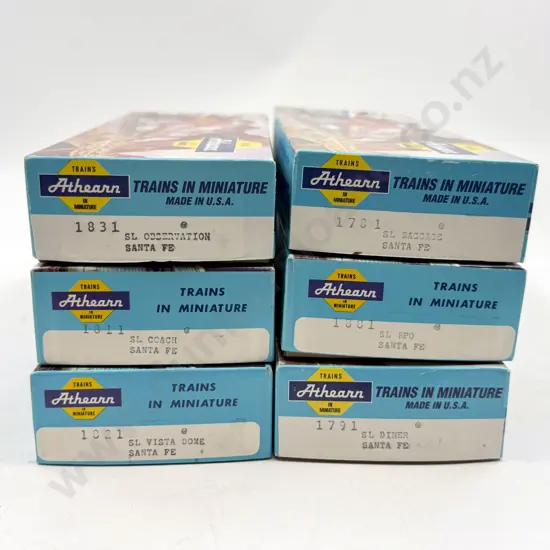 TRAINS
Athearn
IN
MINIATURE
TRAINS IN MINIATURE
MADE IN U.S.A.
1831 @
SL OBSERVATION
SANTA FE
TRAINS
Athearn
IN
MINIATURE
TRAINS IN MINIATURE
MADE IN U.S.A.
1781 @
SL BAGGAGE
SANTA FE
TRAINS
Athearn
IN
MINIATURE
TRAINS
IN MINIATURE
1811 @
SL COACH
SANTA FE
TRAINS
Athearn
IN
MINIATURE
TRAINS
IN MINIATURE
1801 @
SL RPO
SANTA FE
TRAINS
Athearn
IN
MINIATURE
TRAINS
IN MINIATURE
1821 @
SL VISTA DOME
SANTA FE
TRAINS
Athearn
IN
MINIATURE
TRAINS IN MINIATURE
MADE IN U.S.A.
1791 @
SL DINER
SANTA FE